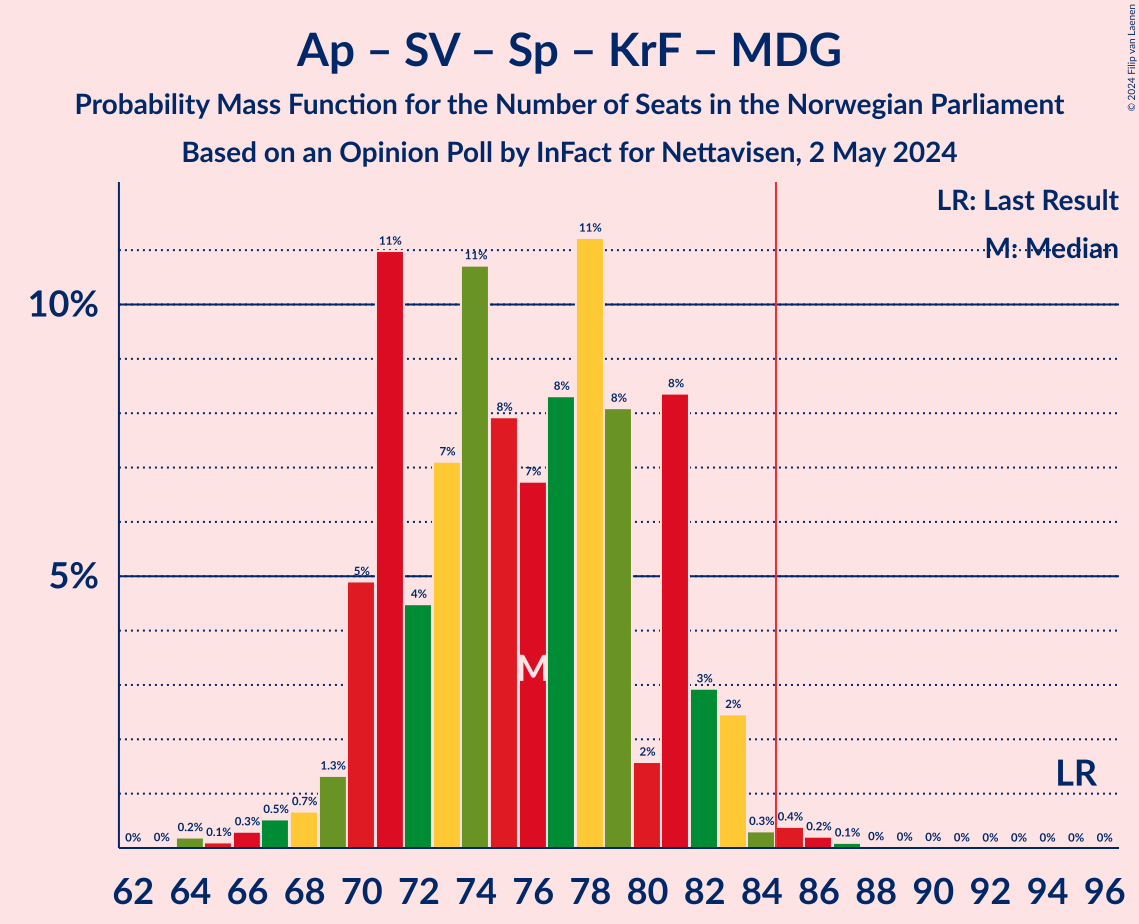 Ap – SV – Sp – KrF – MDG
Probability Mass Function for the Number of Seats in the Norwegian Parliament
Based on an Opinion Poll by InFact for Nettavisen, 2 May 2024
© 2024 Filip van Laenen
LR: Last Result
M: Median
10%
5%
0% 0% 0.2% 0.1% 0.3% 0.5% 0.7% 1.3% 5% 11% 4% 7% 11% 8% 7% 8% 11% 8% 2% 8% 3% 2% 0.3% 0.4% 0.2% 0.1% 0% 0% 0% 0% 0% 0% 0% 0% 0%
M
LR
62 64 66 68 70 72 74 76 78 80 82 84 86 88 90 92 94 96